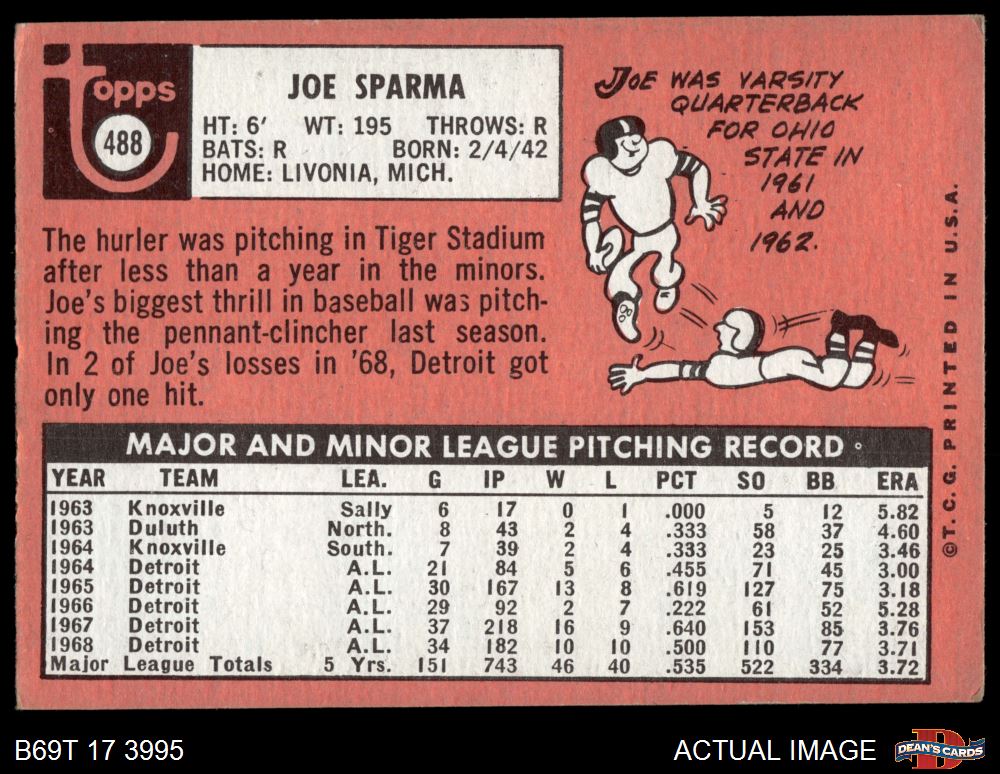 Topps
488
JOE SPARMA
HT: 6' WT: 195 THROWS: R
BATS: R BORN: 2/4/42
HOME: LIVONIA, MICH.
The hurler was pitching in Tiger Stadium
after less than a year in the minors.
Joe's biggest thrill in baseball was pitch-
ing the pennant-clincher last season.
In 2 of Joe's losses in '68, Detroit got
only one hit.
JOE WAS VARSITY
QUARTERBACK
FOR OHIO
STATE IN
1961
AND
1962.
©T.C.G. PRINTED IN U.S.A.
MAJOR AND MINOR LEAGUE PITCHING RECORD
YEAR TEAM LEA. G IP W L PCT SO BB ERA
1963 Knoxville Sally 6 17 0 1 .000 5 12 5.82
1963 Duluth North. 8 43 2 4 .333 58 37 4.60
1964 Knoxville South. 7 39 2 4 .333 23 25 3.46
1964 Detroit A.L. 21 84 5 6 .455 71 45 3.00
1965 Detroit A.L. 30 167 13 8 .619 127 75 3.18
1966 Detroit A.L. 29 92 2 7 .222 61 52 5.28
1967 Detroit A.L. 37 218 16 9 .640 153 85 3.76
1968 Detroit A.L. 34 182 10 10 .500 110 77 3.71
Major League Totals 5 Yrs. 151 743 46 40 .535 522 334 3.72
B69T 17 3995
ACTUAL IMAGE
D
DEAN'S CARDS